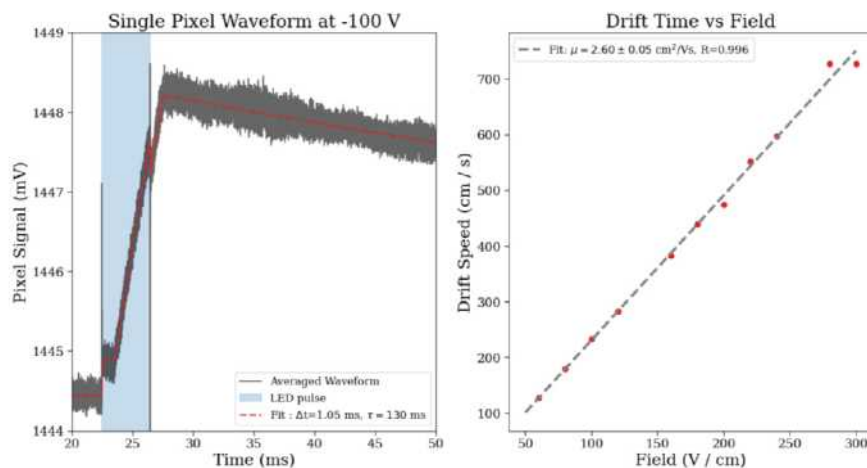 Single Pixel Waveform at -100 V
1449
1448
1447
1446
1445
1444
Pixel Signal (mV)
20
25
30
35
40
45
50
Time (ms)
Averaged Waveform
LED pulse
Fit : Δt=1.05 ms, τ = 130 ms
Drift Time vs Field
Fit: μ = 2.60 ± 0.05 cm²/Vs, R=0.996
700
600
500
400
300
200
100
Drift Speed (cm / s)
50
100
150
200
250
300
Field (V / cm)